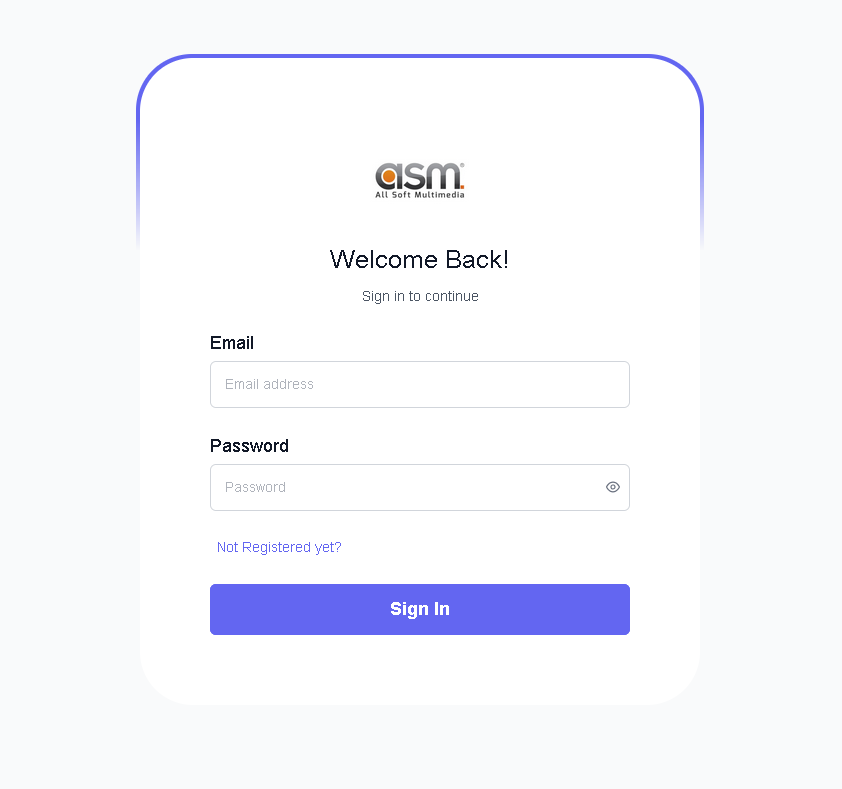 asm®
All Soft Multimedia
Welcome Back!
Sign in to continue
Email
Email address
Password
Password
Not Registered yet?
Sign In